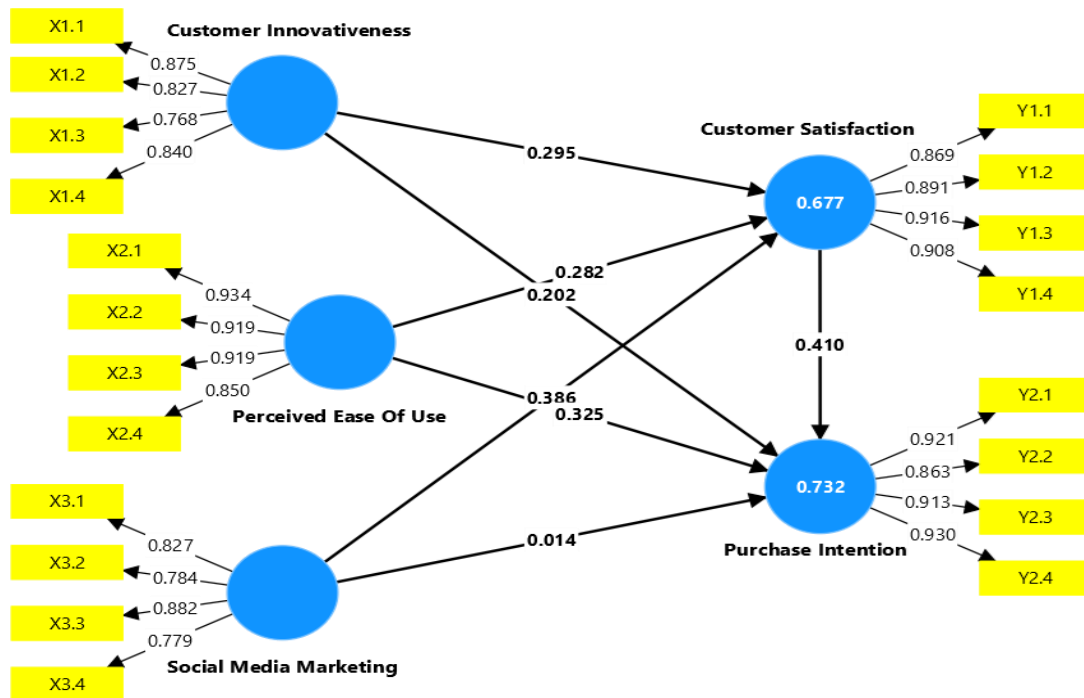 X1.1
X1.2
X1.3
X1.4
0.875
0.827
0.768
0.840
Customer Innovativeness
X2.1
X2.2
X2.3
X2.4
0.934
0.919
0.919
0.850
Perceived Ease Of Use
X3.1
X3.2
X3.3
X3.4
0.827
0.784
0.882
0.779
Social Media Marketing
0.295
0.282
0.202
0.386
0.325
0.014
0.410
Customer Satisfaction
0.677
0.869
0.891
0.916
0.908
Y1.1
Y1.2
Y1.3
Y1.4
0.732
Purchase Intention
0.921
0.863
0.913
0.930
Y2.1
Y2.2
Y2.3
Y2.4